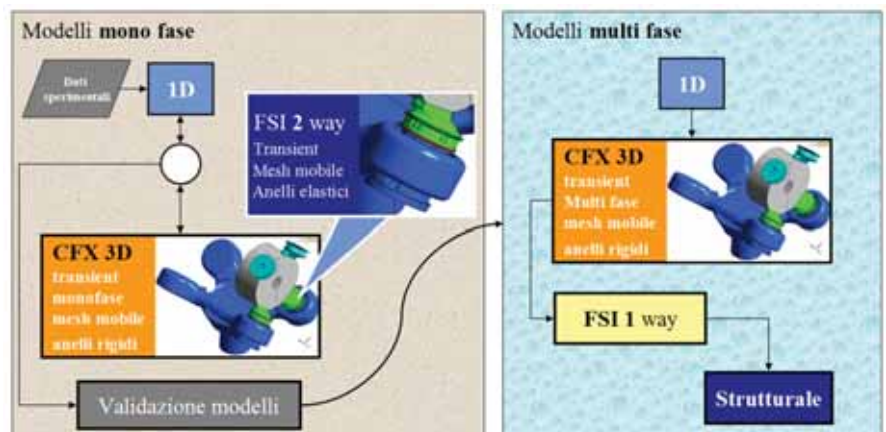 Modelli mono fase
Dati
sperimentali
1D
FSI 2 way
Transient
Mesh mobile
Anelli elastici
CFX 3D
transient
monofase
mesh mobile
anelli rigidi
Validazione modelli
Modelli multi fase
1D
CFX 3D
transient
Multi fase
mesh mobile
anelli rigidi
FSI 1 way
Strutturale